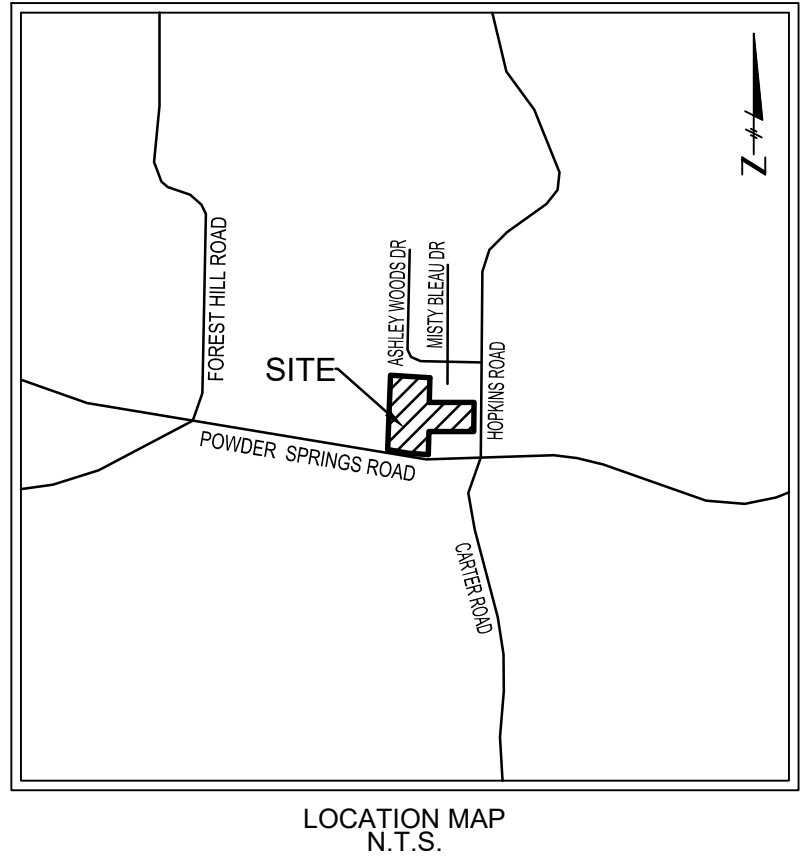 N
FOREST HILL ROAD
ASHLEY WOODS DR
MISTY BLEAU DR
SITE
HOPKINS ROAD
POWDER SPRINGS ROAD
CARTER ROAD
LOCATION MAP
N.T.S.